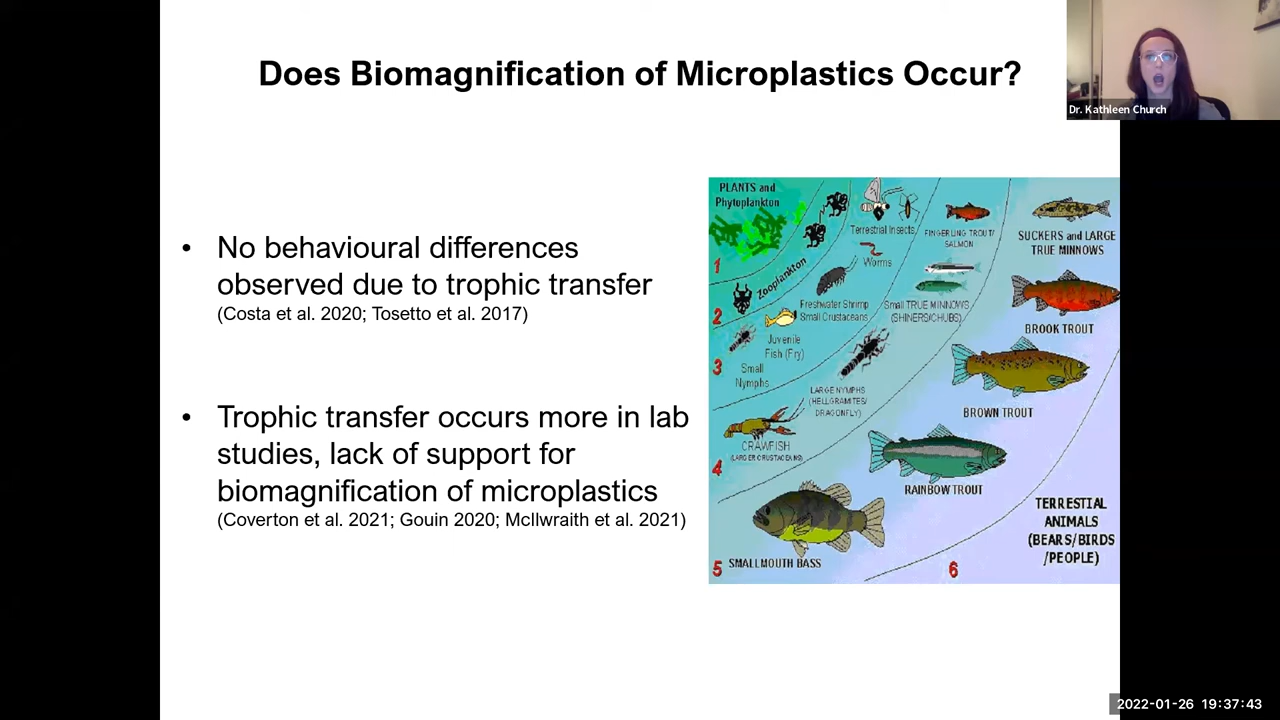 Does Biomagnification of Microplastics Occur?
Dr. Kathleen Church
• No behavioural differences
observed due to trophic transfer
(Costa et al. 2020; Tosetto et al. 2017)
• Trophic transfer occurs more in lab
studies, lack of support for
biomagnification of microplastics
(Coverton et al. 2021; Gouin 2020; McIlwraith et al. 2021)
PLANTS and
Phytoplankton
1
Zooplankton
2
Terrestrial Insects
Worms
Freshwater Shrimp
Small Crustaceans
Juvenile
Fish (Fry)
3
Small
Nymphs
FINGERLING TROUT/
SALMON
Small TRUE MINNOWS
(SHINERS/CHUBS)
LARGE NYMPHS
(HELLGRAMITES/
DRAGONFLY)
CRAWFISH
(LARGER CRUSTACEANS)
4
SUCKERS and LARGE
TRUE MINNOWS
BROOK TROUT
BROWN TROUT
RAINBOW TROUT
SMALLMOUTH BASS
5
TERRESTIAL
ANIMALS
(BEARS/BIRDS
/PEOPLE)
6
2022-01-26 19:37:43